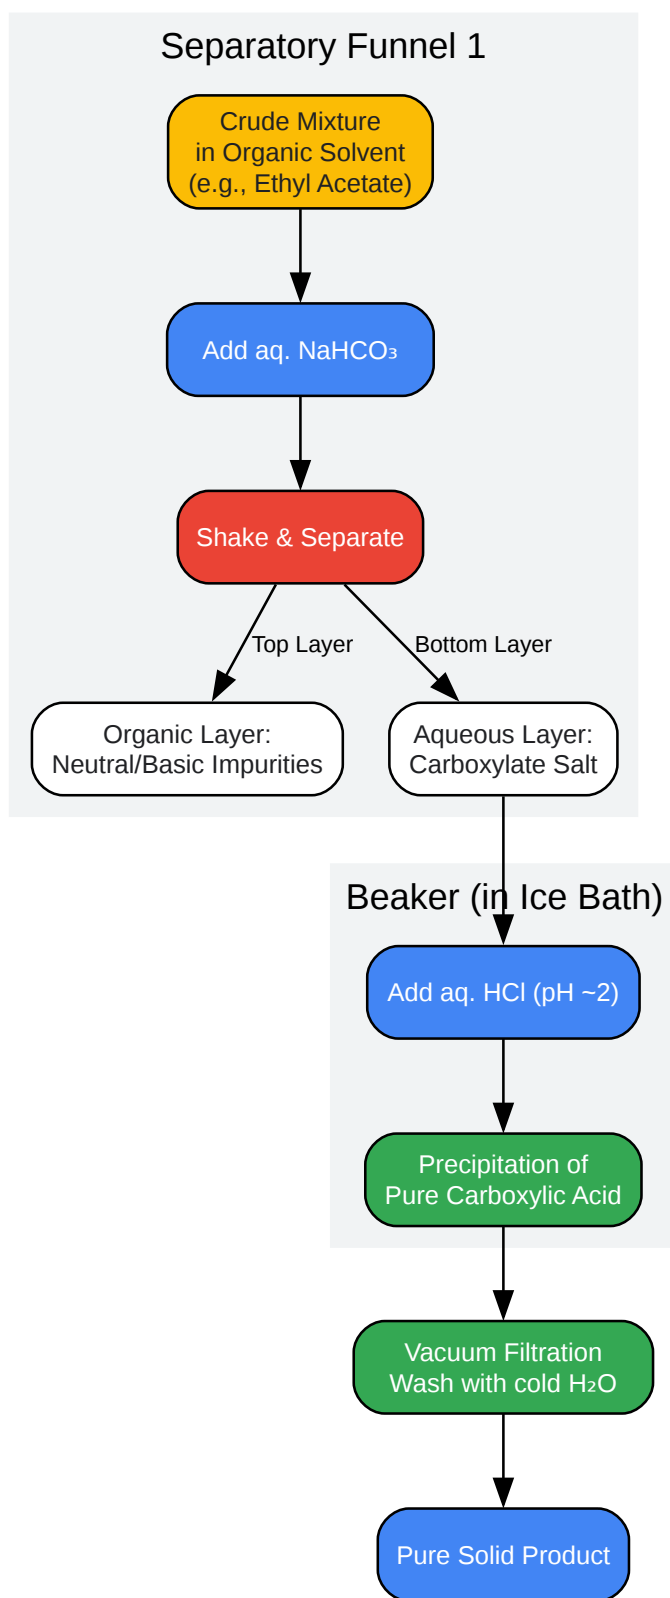 Separatory Funnel 1
Crude Mixture
in Organic Solvent
(e.g., Ethyl Acetate)
Add aq. NaHCO₃
Shake & Separate
Top Layer
Bottom Layer
Organic Layer:
Neutral/Basic Impurities
Aqueous Layer:
Carboxylate Salt
Beaker (in Ice Bath)
Add aq. HCl (pH ~2)
Precipitation of
Pure Carboxylic Acid
Vacuum Filtration
Wash with cold H₂O
Pure Solid Product